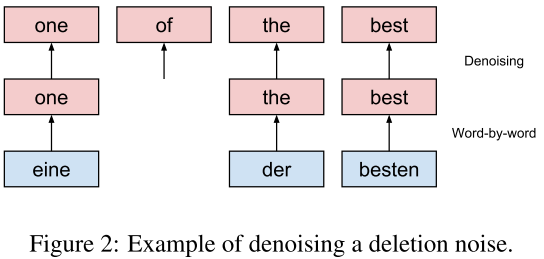 one of the best
Denoising
one the best
Word-by-word
eine der besten
Figure 2: Example of denoising a deletion noise.